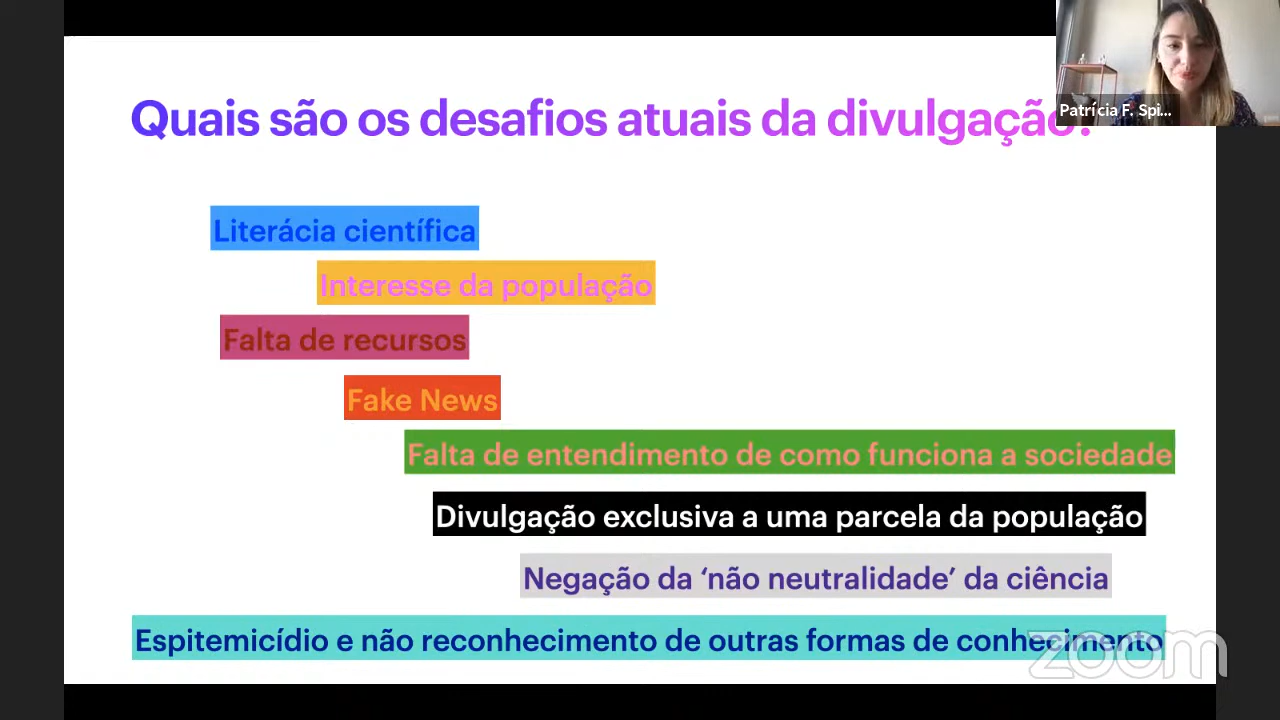 Quais são os desafios atuais da divulgação?
Patrícia F. Spi...
Literácia científica
Interesse da população
Falta de recursos
Fake News
Falta de entendimento de como funciona a sociedade
Divulgação exclusiva a uma parcela da população
Negação da ‘não neutralidade’ da ciência
Espitemicídio e não reconhecimento de outras formas de conhecimento
zoom